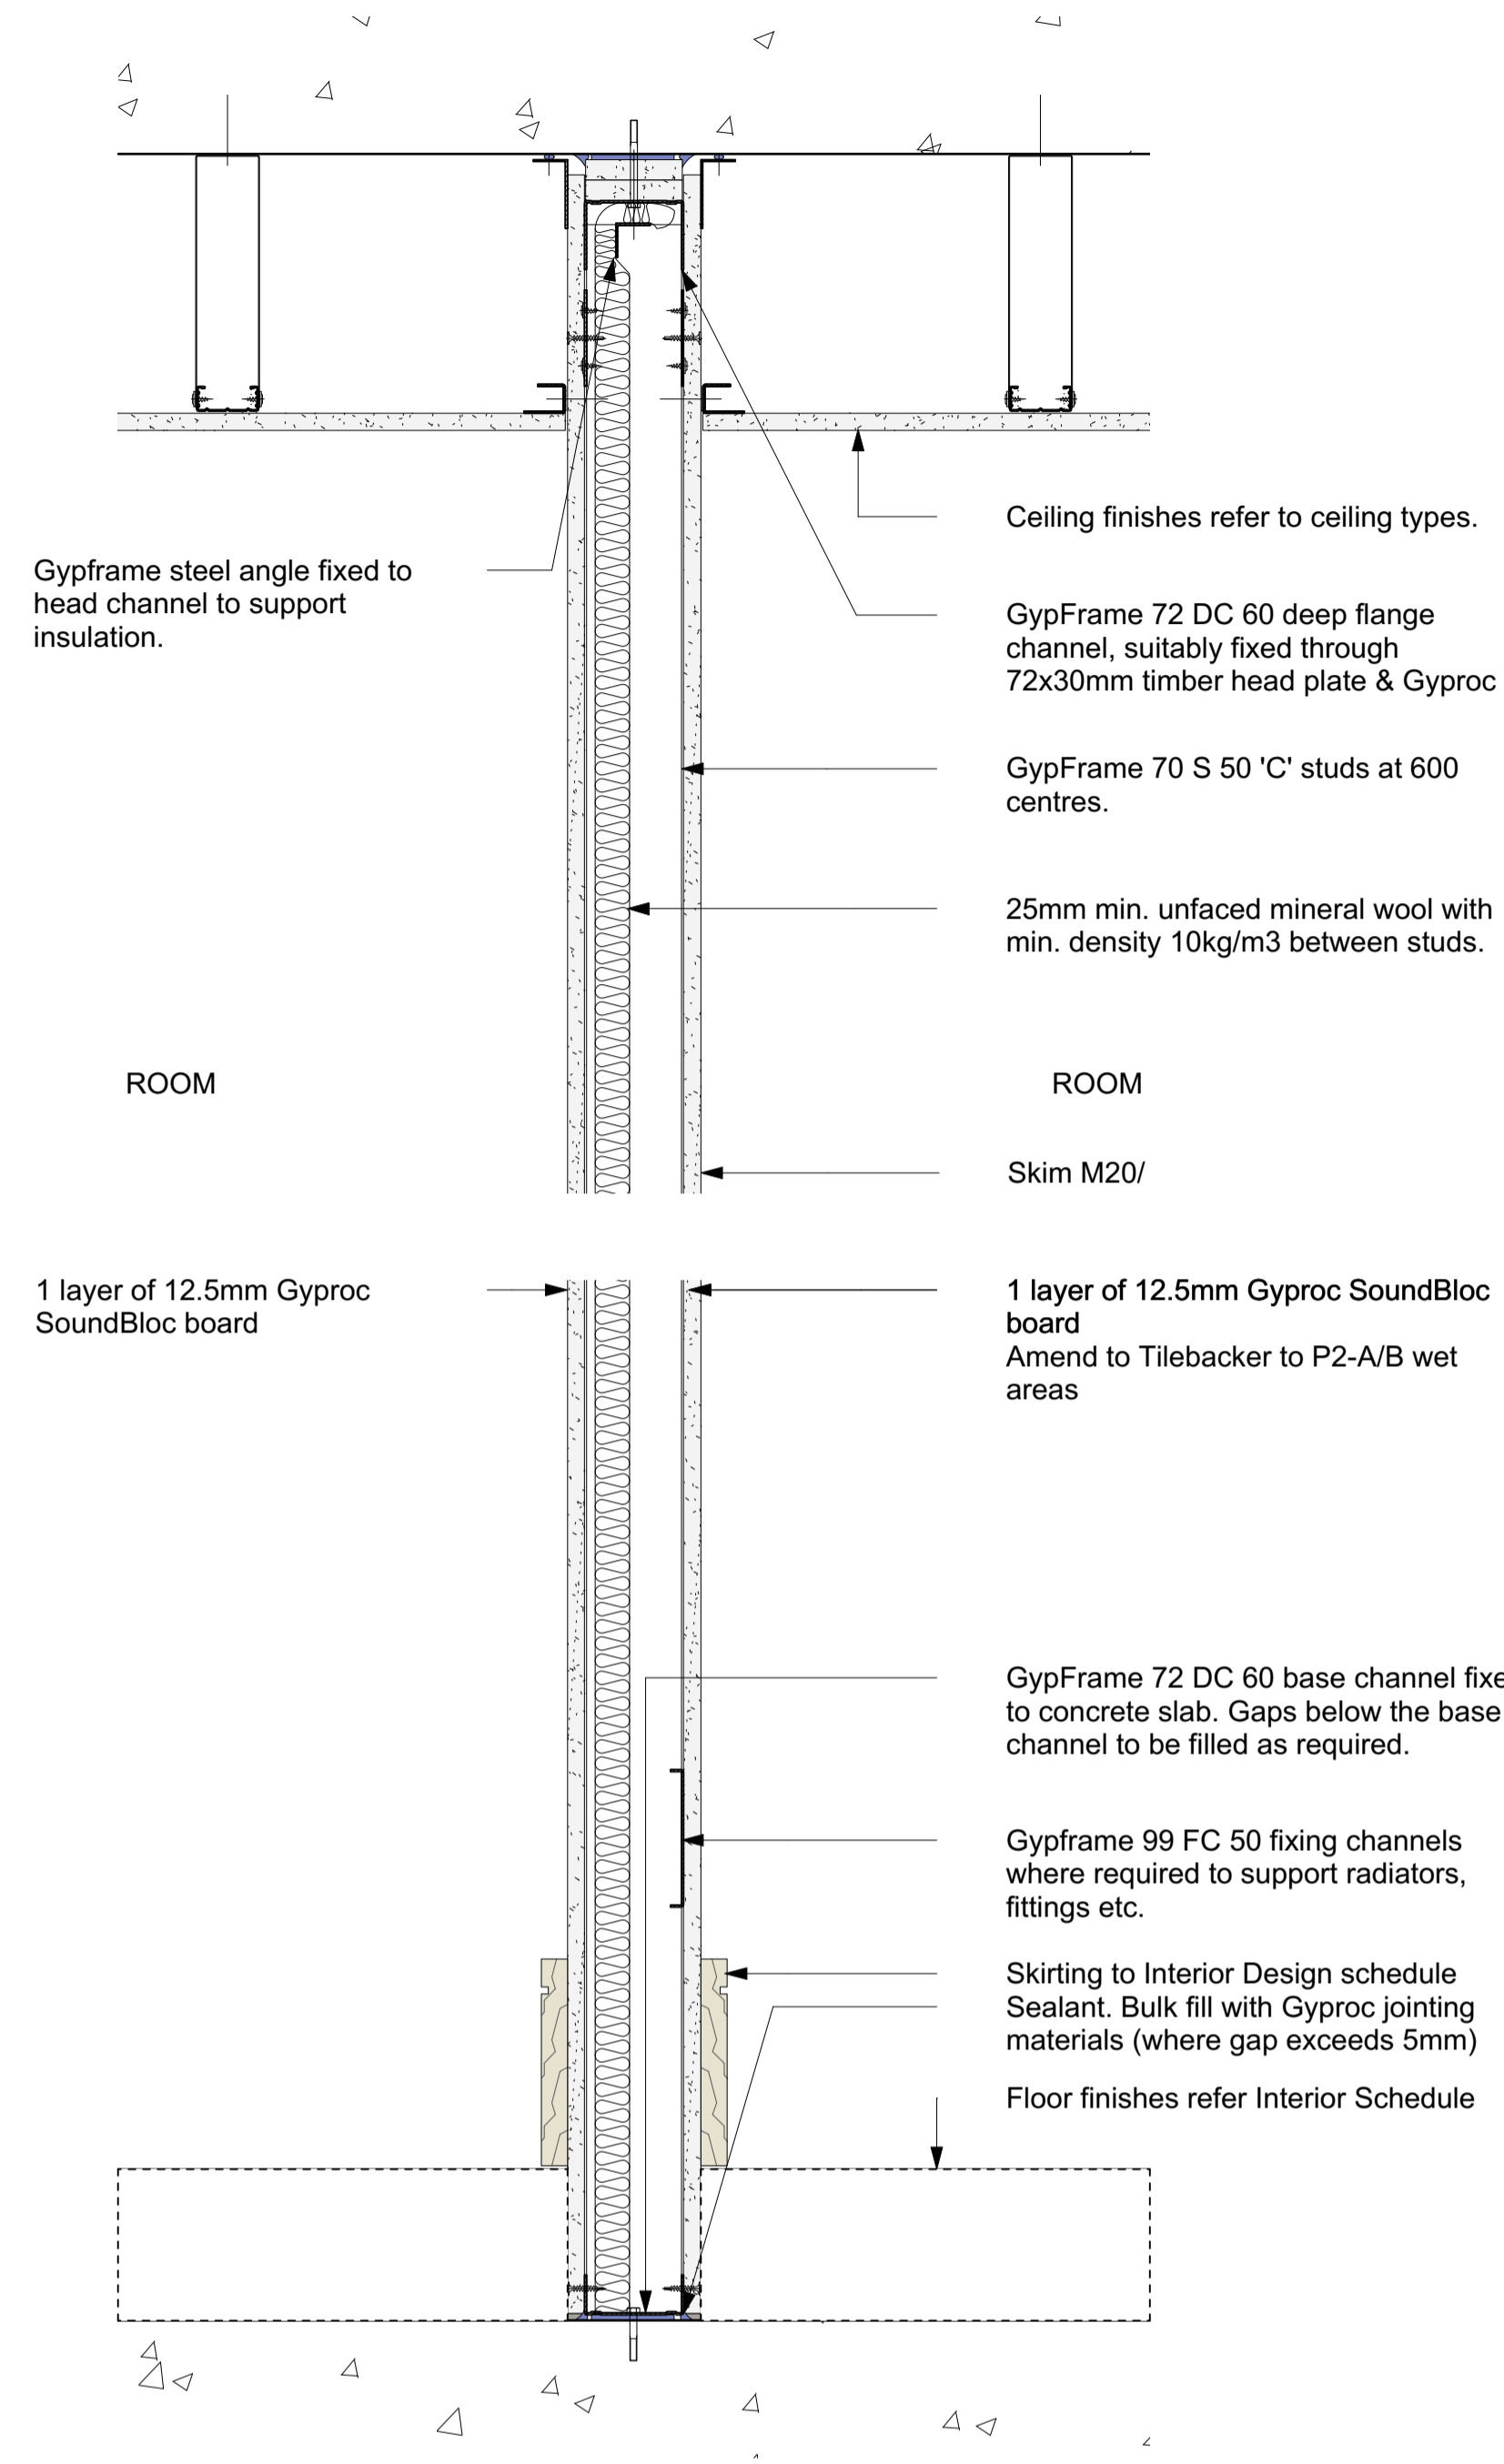 Ceiling finishes refer to ceiling types.
Gypframe steel angle fixed to
head channel to support
insulation.
GypFrame 72 DC 60 deep flange
channel, suitably fixed through
72x30mm timber head plate & Gyproc
GypFrame 70 S 50 'C' studs at 600
centres.
25mm min. unfaced mineral wool with
min. density 10kg/m3 between studs.
ROOM
ROOM
Skim M20/
1 layer of 12.5mm Gyproc
SoundBloc board
1 layer of 12.5mm Gyproc SoundBloc
board
Amend to Tilebacker to P2-A/B wet
areas
GypFrame 72 DC 60 base channel fixe
to concrete slab. Gaps below the base
channel to be filled as required.
Gypframe 99 FC 50 fixing channels
where required to support radiators,
fittings etc.
Skirting to Interior Design schedule
Sealant. Bulk fill with Gyproc jointing
materials (where gap exceeds 5mm)
Floor finishes refer Interior Schedule